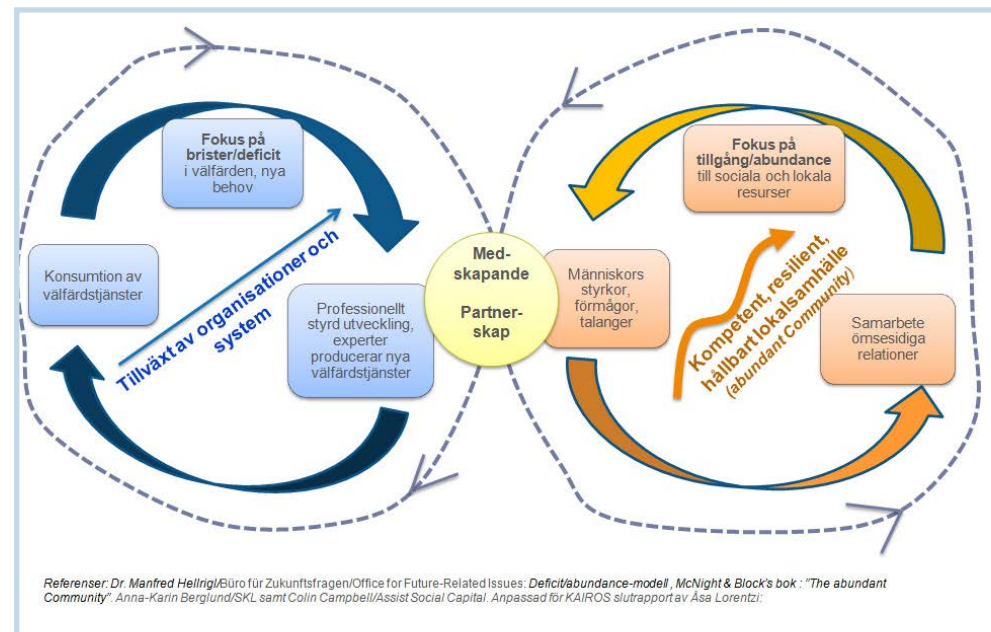 Fokus på
brister/deficit
i välfärden, nya
behov
Konsumtion av
välfärdstjänster
Tillväxt av organisationer och
system
Professionellt
styrd utveckling,
experter
producerar nya
välfärdstjänster
Med-
skapande
Partner-
skap
Människors
styrkor,
förmågor,
talanger
Fokus på
tillgång/abundance
till sociala och lokala
resurser
Kompetent, resilient,
hållbart lokalsamhälle
(abundant Community)
Samarbete
ömsesidiga
relationer
Referenser: Dr. Manfred Hellrigl/Büro für Zukunftsfragen/Office for Future-Related Issues: Deficit/abundance-modell , McNight & Block's bok : "The abundant
Community". Anna-Karin Berglund/SKL samt Colin Campbell/Assist Social Capital. Anpassad för KAIROS slutrapport av Åsa Lorentzi: